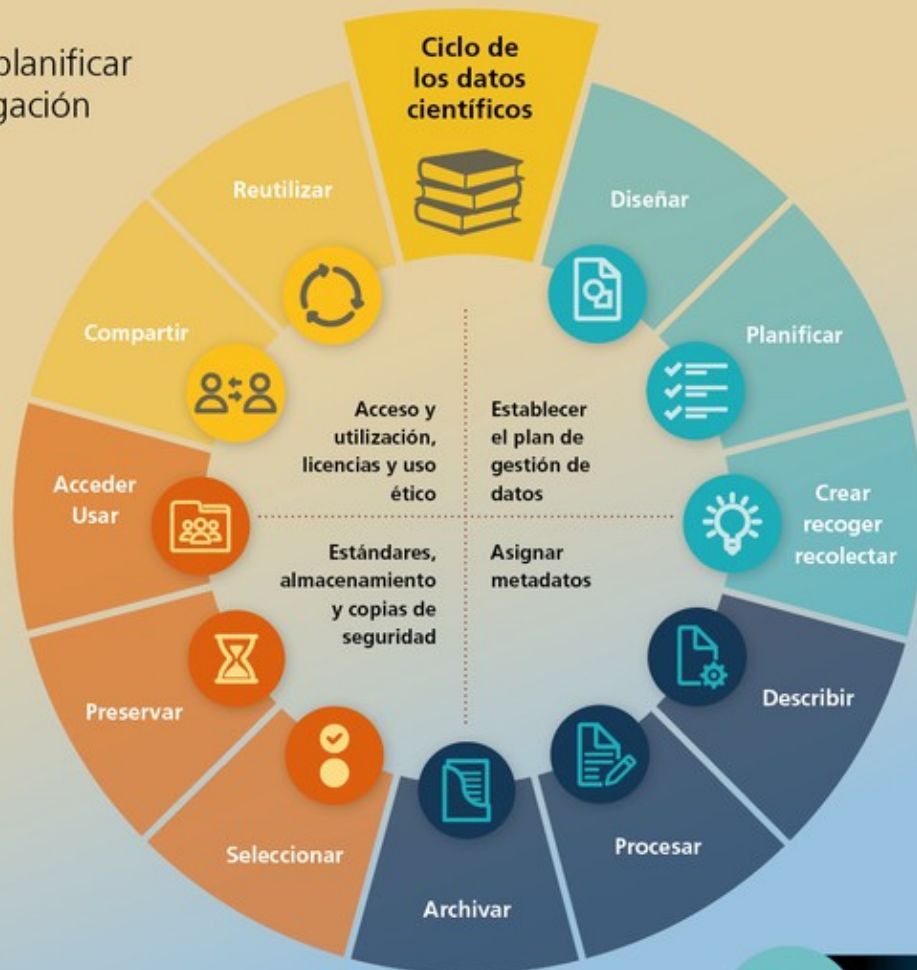 planificar
Ciclo de
los datos
científicos
Diseñar
Planificar
Crear
recoger
recolectar
Describir
Procesar
Archivar
Seleccionar
Preservar
Acceder
Usar
Compartir
Reutilizar
Acceso y
utilización,
licencias y uso
ético
Establecer
el plan de
gestión de
datos
Estándares,
almacenamiento
y copias de
seguridad
Asignar
metadatos